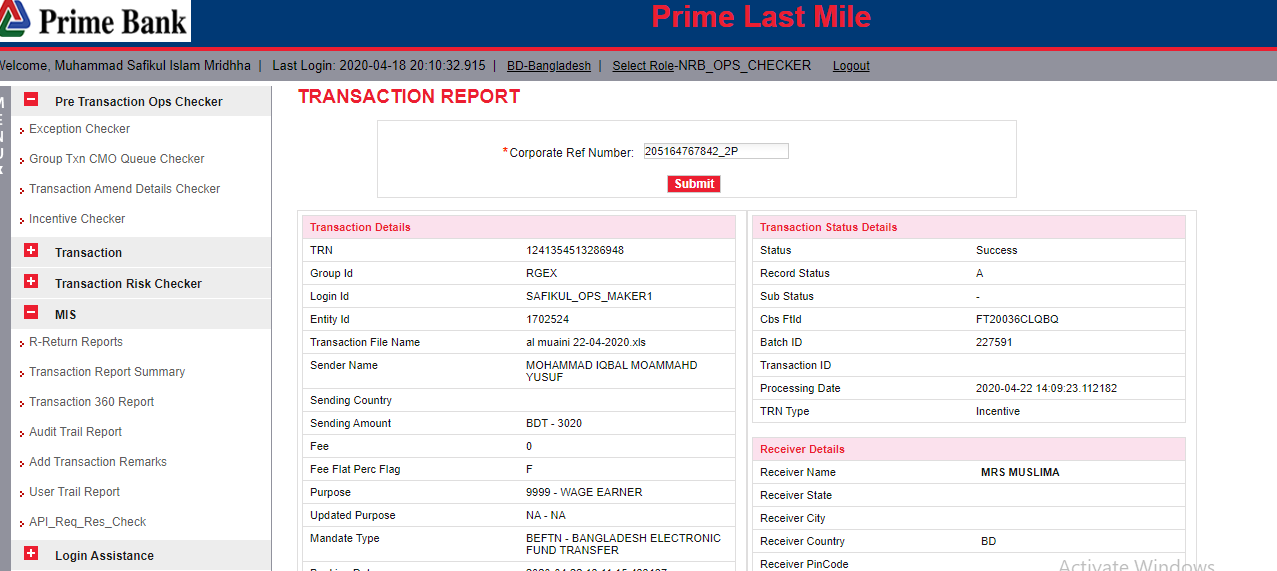 Prime Bank
Prime Last Mile
Welcome, Muhammad Safikul Islam Mridhha | Last Login: 2020-04-18 20:10:32.915 | BD-Bangladesh | Select Role-NRB_OPS_CHECKER Logout
Pre Transaction Ops Checker
Exception Checker
Group Txn CMO Queue Checker
Transaction Amend Details Checker
Incentive Checker
Transaction
Transaction Risk Checker
MIS
R-Return Reports
Transaction Report Summary
Transaction 360 Report
Audit Trail Report
Add Transaction Remarks
User Trail Report
API_Req_Res_Check
Login Assistance
TRANSACTION REPORT
*Corporate Ref Number: 205164767842_2P
Submit
Transaction Details
TRN 1241354513286948
Group Id RGEX
Login Id SAFIKUL_OPS_MAKER1
Entity Id 1702524
Transaction File Name al muaini 22-04-2020.xls
Sender Name MOHAMMAD IQBAL MOAMMAHD
YUSUF
Sending Country
Sending Amount BDT - 3020
Fee 0
Fee Flat Perc Flag F
Purpose 9999 - WAGE EARNER
Updated Purpose NA - NA
Mandate Type BEFTN - BANGLADESH ELECTRONIC
FUND TRANSFER
Transaction Status Details
Status Success
Record Status A
Sub Status -
Cbs FtId FT20036CLQBQ
Batch ID 227591
Transaction ID
Processing Date 2020-04-22 14:09:23.112182
TRN Type Incentive
Receiver Details
Receiver Name MRS MUSLIMA
Receiver State
Receiver City
Receiver Country BD
Receiver PinCode
Activate Windows